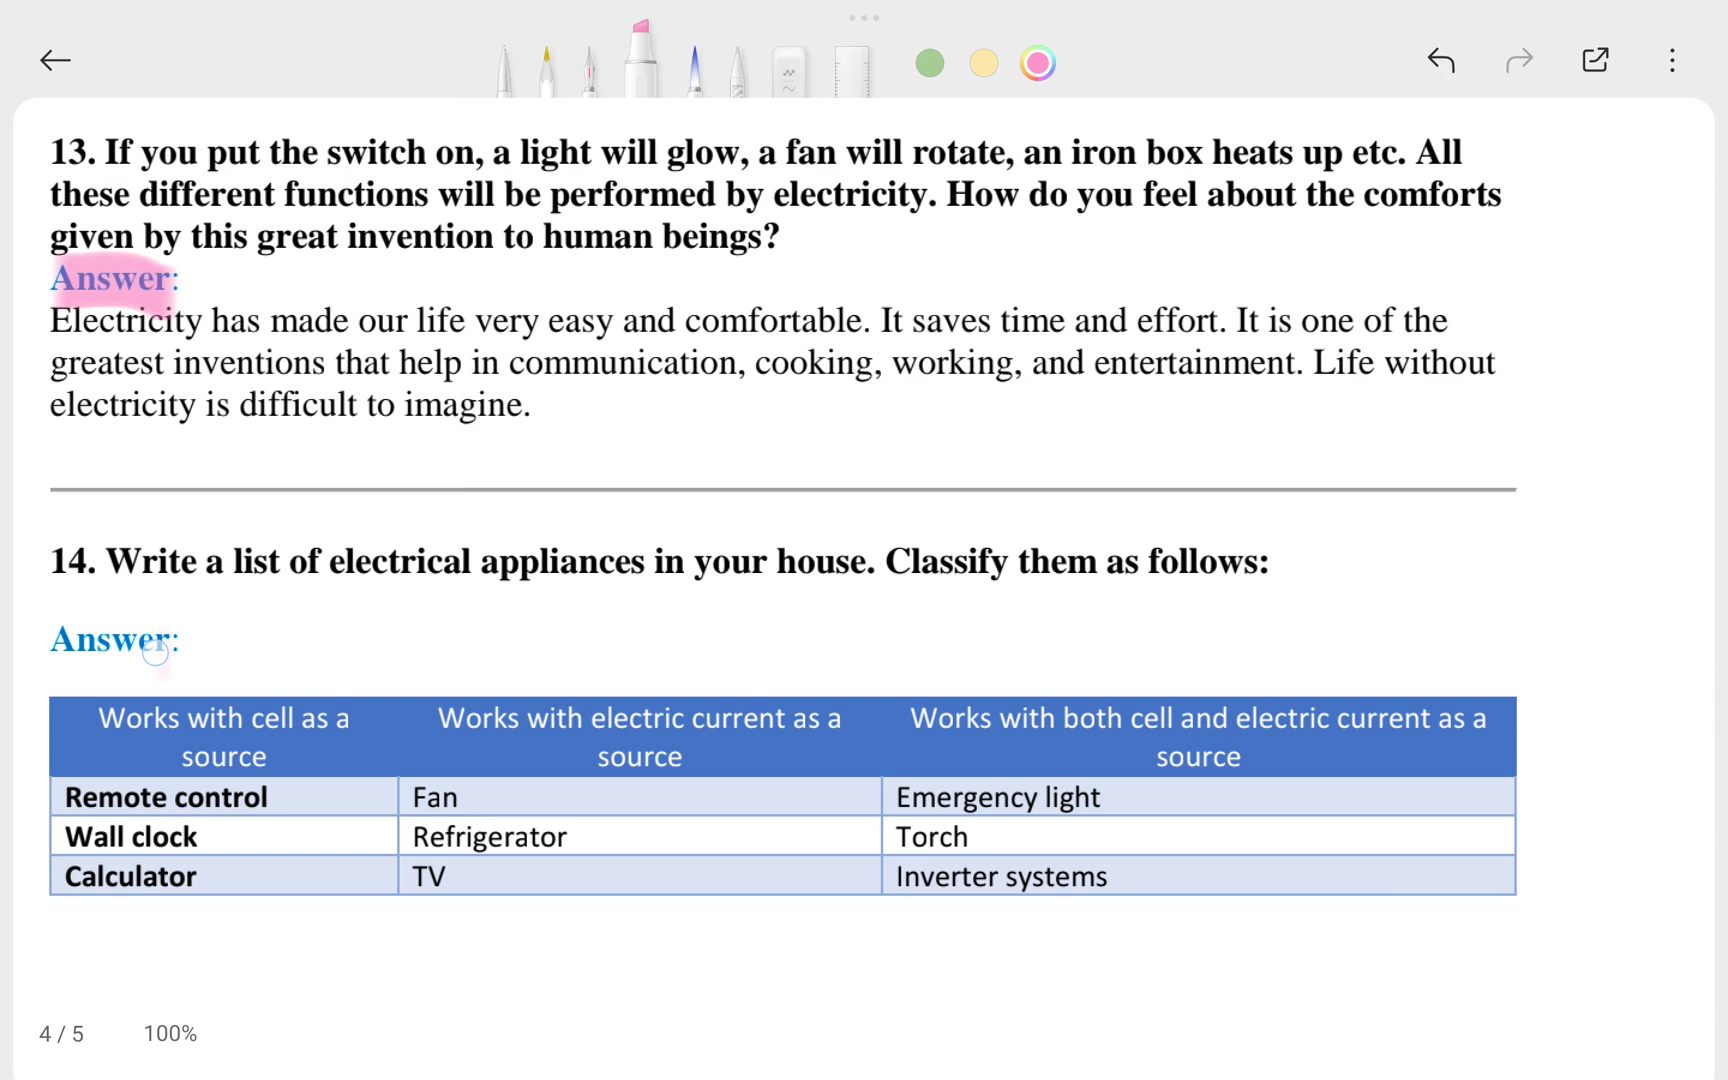 13. If you put the switch on, a light will glow, a fan will rotate, an iron box heats up etc. All
these different functions will be performed by electricity. How do you feel about the comforts
given by this great invention to human beings?
Answer:
Electricity has made our life very easy and comfortable. It saves time and effort. It is one of the
greatest inventions that help in communication, cooking, working, and entertainment. Life without
electricity is difficult to imagine.
14. Write a list of electrical appliances in your house. Classify them as follows:
Answer:
Works with cell as a source
Works with electric current as a source
Works with both cell and electric current as a source
Remote control Fan Emergency light
Wall clock Refrigerator Torch
Calculator TV Inverter systems
4 / 5 100%